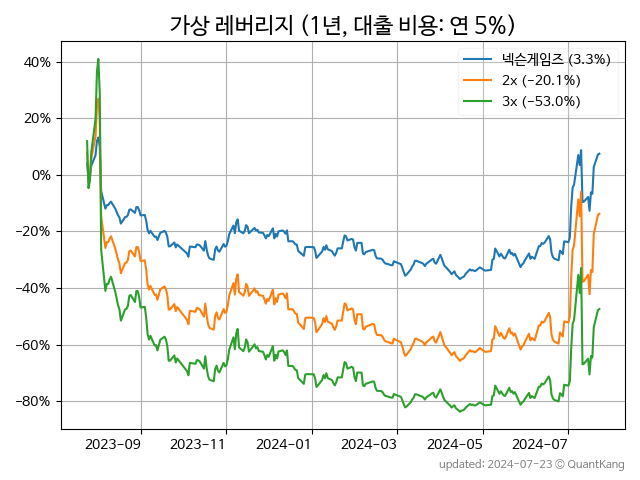 가상 레버리지 (1년, 대출 비용: 연 5%)
넥슨게임즈 (3.3%)
2x (−20.1%)
3x (−53.0%)
40%
20%
0%
−20%
−40%
−60%
−80%
2023-09 2023-11 2024-01 2024-03 2024-05 2024-07
updated: 2024-07-23 © QuantKang